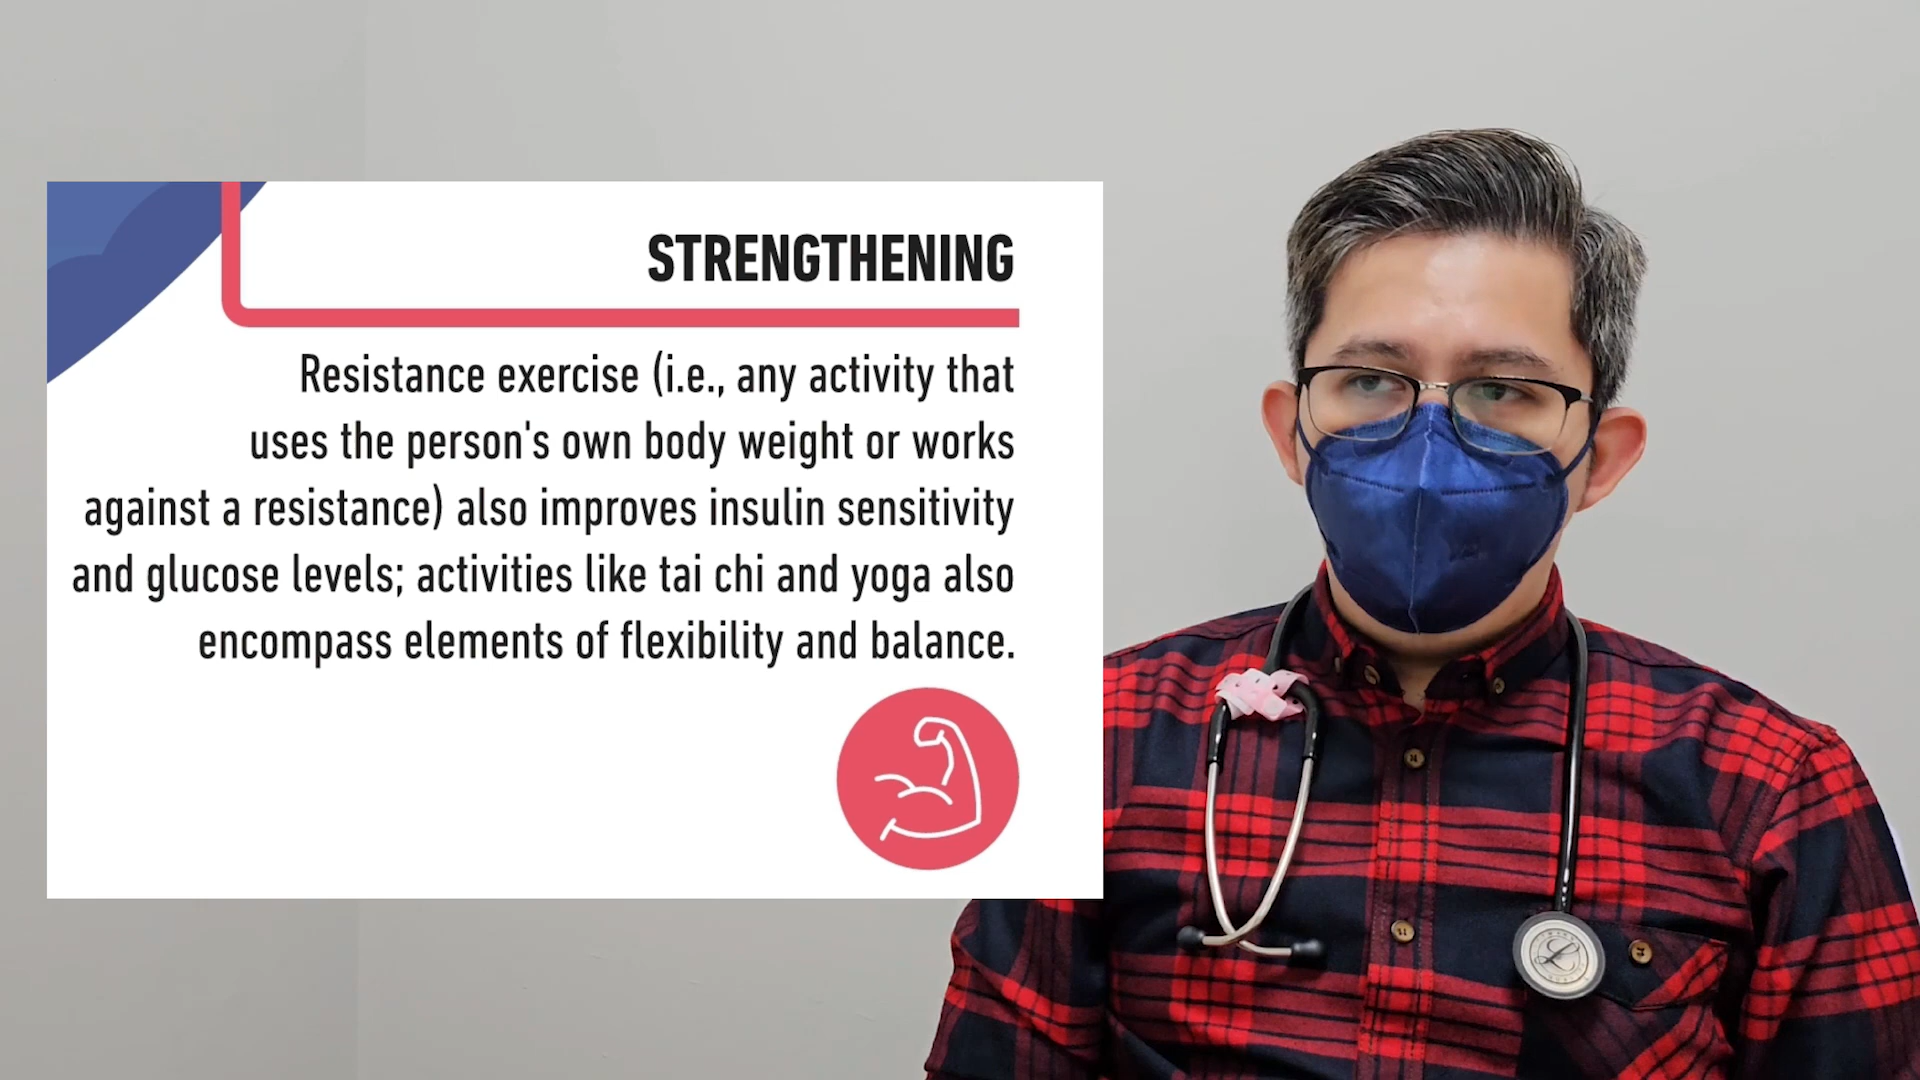 STRENGTHENING
Resistance exercise (i.e., any activity that
uses the person's own body weight or works
against a resistance) also improves insulin sensitivity
and glucose levels; activities like tai chi and yoga also
encompass elements of flexibility and balance.